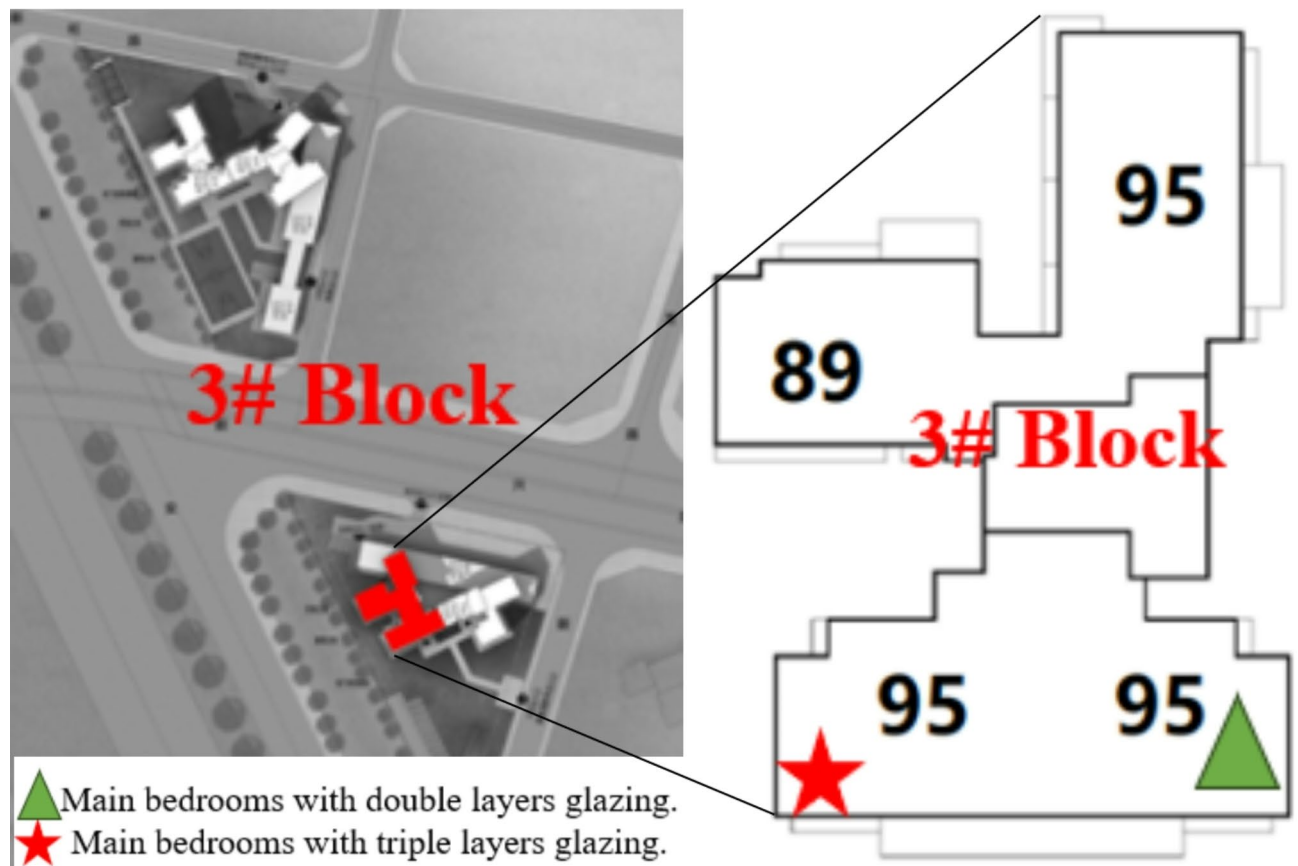 3# Block
95
89
3# Block
95 95
Main bedrooms with double layers glazing.
Main bedrooms with triple layers glazing.